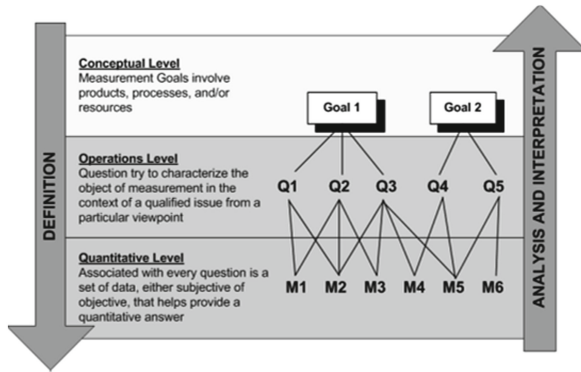 DEFINITION
Conceptual Level
Measurement Goals involve
products, processes, and/or
resources
Goal 1
Goal 2
Operations Level
Question try to characterize the
object of measurement in the
context of a qualified issue from a
particular viewpoint
Q1 Q2 Q3 Q4 Q5
Quantitative Level
Associated with every question is a
set of data, either subjective of
objective, that helps provide a
quantitative answer
M1 M2 M3 M4 M5 M6
ANALYSIS AND INTERPRETATION